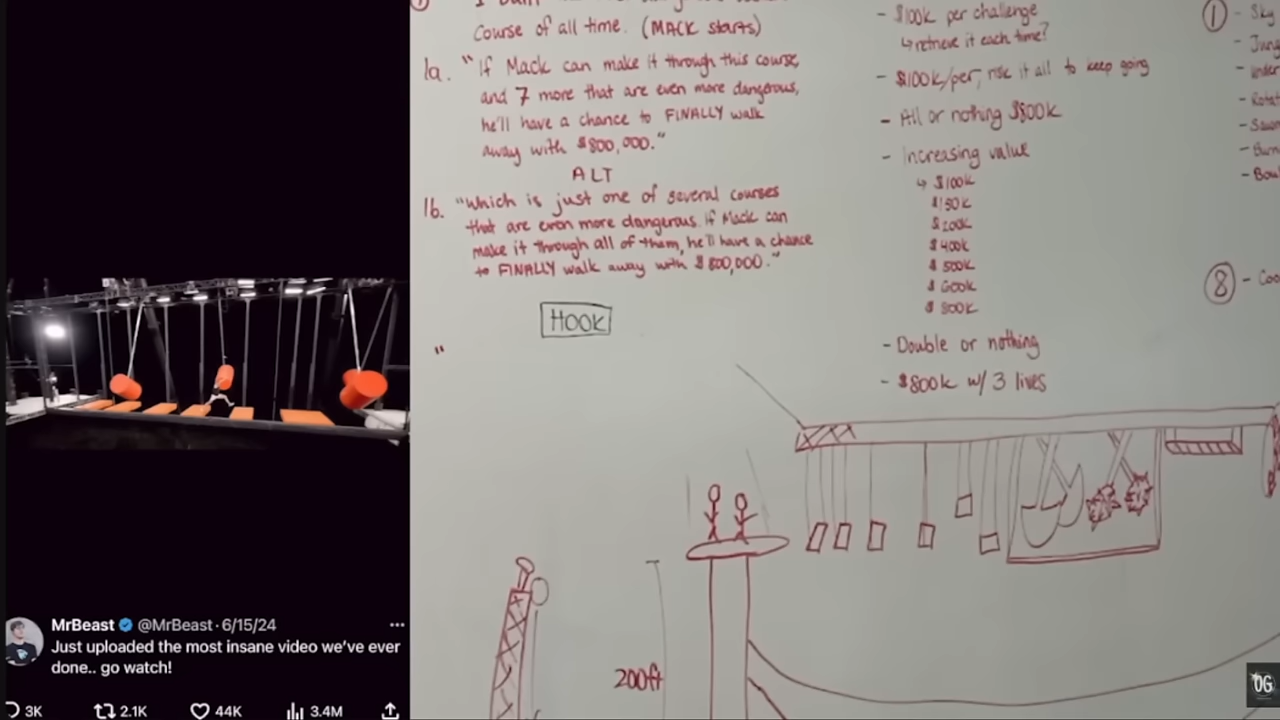 MrBeast @MrBeast · 6/15/24
Just uploaded the most insane video we've ever
done.. go watch!
3K 2.1K 44K 3.4M
Course of all time. (MACK starts)
1a. "If Mack can make it through this course,
and 7 more that are even more dangerous,
he'll have a chance to FINALLY walk
away with $800,000."
ALT
1b. "Which is just one of several courses
that are even more dangerous. If Mack can
make it through all of them, he'll have a chance
to FINALLY walk away with $800,000."
HOOK
"
- $100k per challenge
↳ retrieve it each time?
- $100k/per, risk it all to keep going
- All or nothing $800k
- Increasing value
↳ $100k
$150k
$200k
$400k
$500k
$600k
$800k
- Double or nothing
- $800k w/ 3 lives
1 - Sky
8
200ft
OG